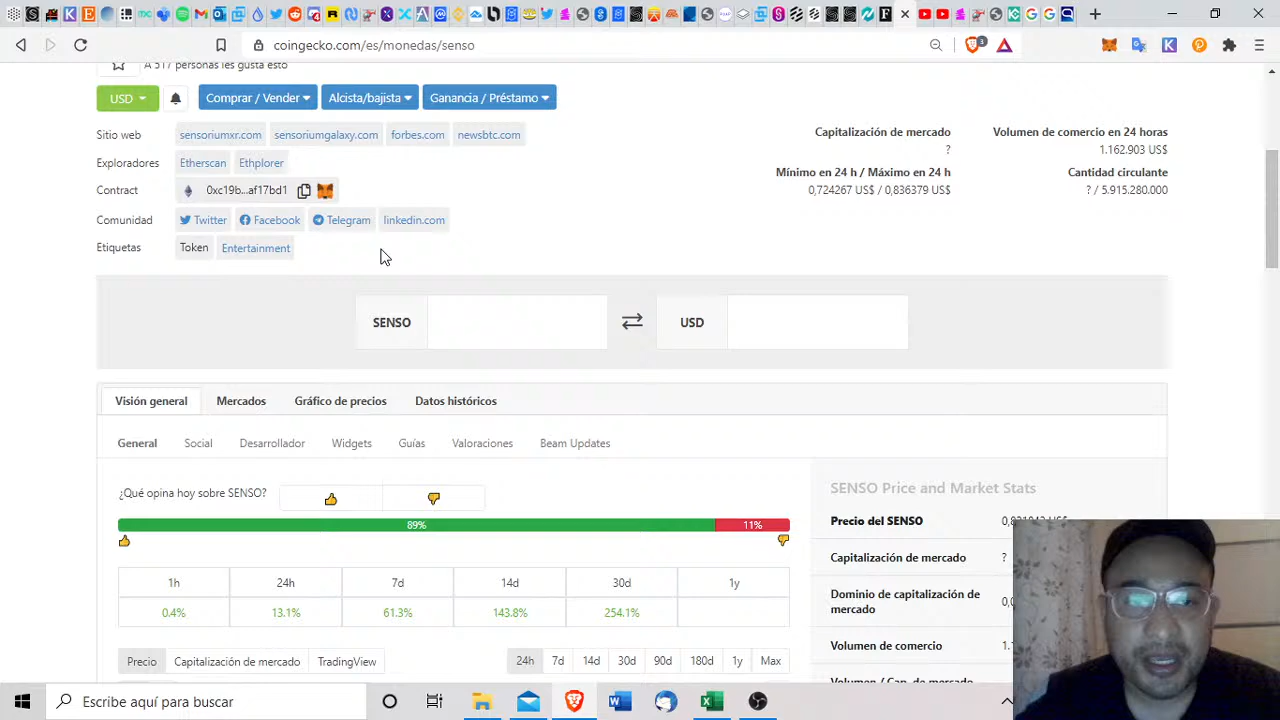 coingecko.com/es/monedas/senso
3
A 517 personas les gusta esto
USD
Comprar / Vender
Alcista/bajista
Ganancia / Préstamo
Sitio web
sensoriumxr.com
sensoriumgalaxy.com
forbes.com
newsbtc.com
Exploradores
Etherscan
Ethplorer
Contract
0xc19b...af17bd1
Comunidad
Twitter
Facebook
Telegram
linkedin.com
Etiquetas
Token
Entertainment
Capitalización de mercado
?
Volumen de comercio en 24 horas
1.162.903 US$
Mínimo en 24 h / Máximo en 24 h
0,724267 US$ / 0,836379 US$
Cantidad circulante
? / 5.915.280.000
SENSO
USD
Visión general
Mercados
Gráfico de precios
Datos históricos
General
Social
Desarrollador
Widgets
Guías
Valoraciones
Beam Updates
¿Qué opina hoy sobre SENSO?
89%
11%
1h
24h
7d
14d
30d
1y
0.4%
13.1%
61.3%
143.8%
254.1%
Precio
Capitalización de mercado
TradingView
24h
7d
14d
30d
90d
180d
1y
Max
SENSO Price and Market Stats
Precio del SENSO
Capitalización de mercado
?
Dominio de capitalización de
mercado
Volumen de comercio
Volumen / Cap. de mercado
Escribe aquí para buscar